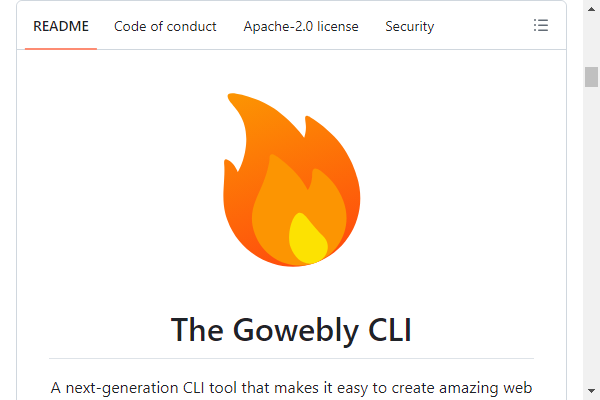 README Code of conduct Apache-2.0 license Security
The Gowebly CLI
A next-generation CLI tool that makes it easy to create amazing web